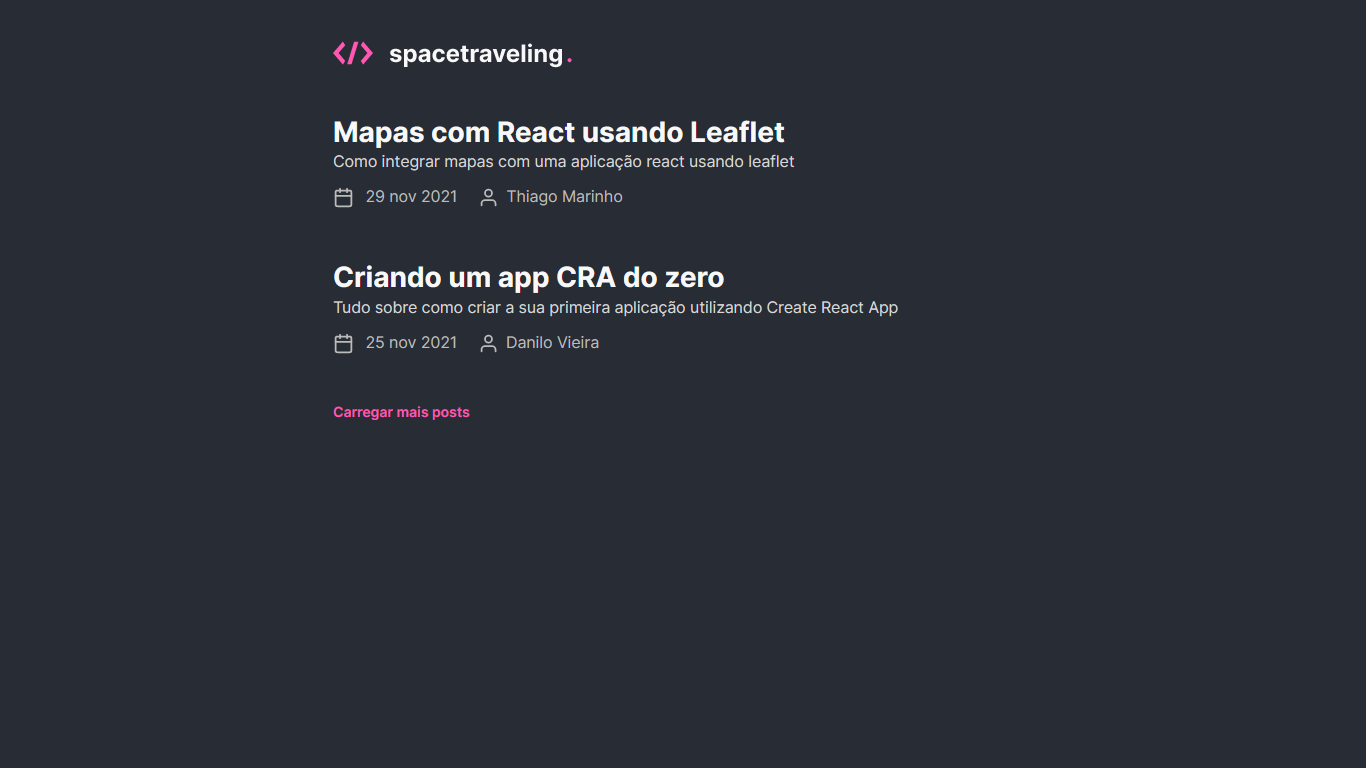 </> spacetraveling.
Mapas com React usando Leaflet
Como integrar mapas com uma aplicação react usando leaflet
29 nov 2021 Thiago Marinho
Criando um app CRA do zero
Tudo sobre como criar a sua primeira aplicação utilizando Create React App
25 nov 2021 Danilo Vieira
Carregar mais posts